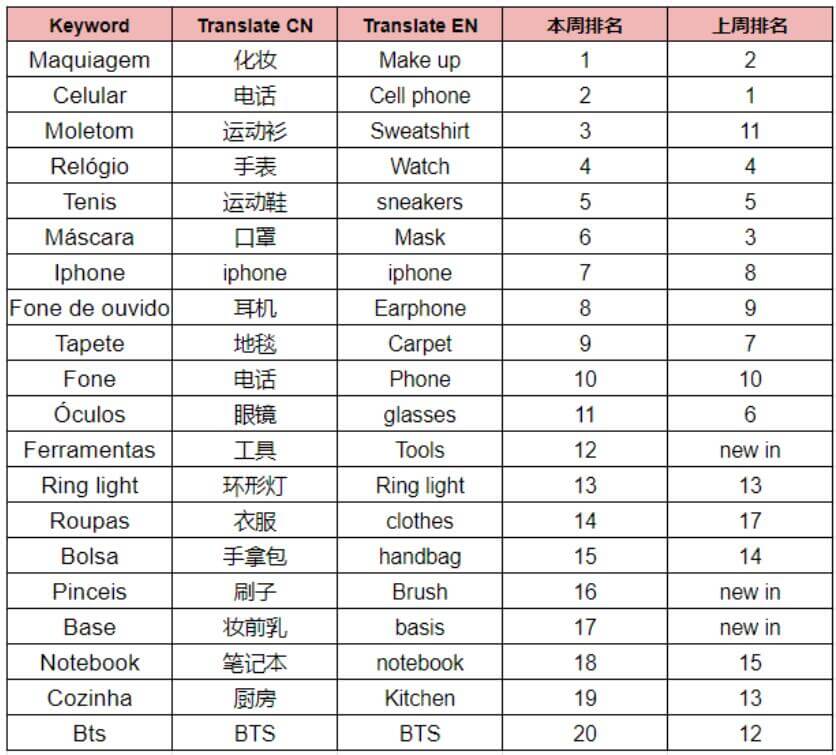 Keyword Translate CN Translate EN 本周排名 上周排名
Maquiagem 化妆 Make up 1 2
Celular 电话 Cell phone 2 1
Moletom 运动衫 Sweatshirt 3 11
Relógio 手表 Watch 4 4
Tenis 运动鞋 sneakers 5 5
Máscara 口罩 Mask 6 3
Iphone iphone iphone 7 8
Fone de ouvido 耳机 Earphone 8 9
Tapete 地毯 Carpet 9 7
Fone 电话 Phone 10 10
Óculos 眼镜 glasses 11 6
Ferramentas 工具 Tools 12 new in
Ring light 环形灯 Ring light 13 13
Roupas 衣服 clothes 14 17
Bolsa 手拿包 handbag 15 14
Pinceis 刷子 Brush 16 new in
Base 妆前乳 basis 17 new in
Notebook 笔记本 notebook 18 15
Cozinha 厨房 Kitchen 19 13
Bts BTS BTS 20 12